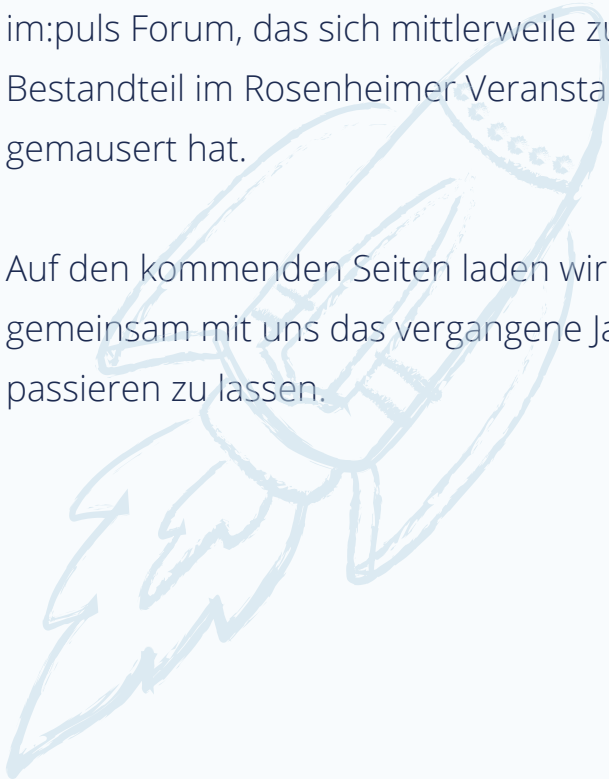 im:puls Forum, das sich mittlerweile zu
Bestandteil im Rosenheimer Veransta
gemausert hat.
Auf den kommenden Seiten laden wir
gemeinsam mit uns das vergangene Ja
passieren zu lassen.